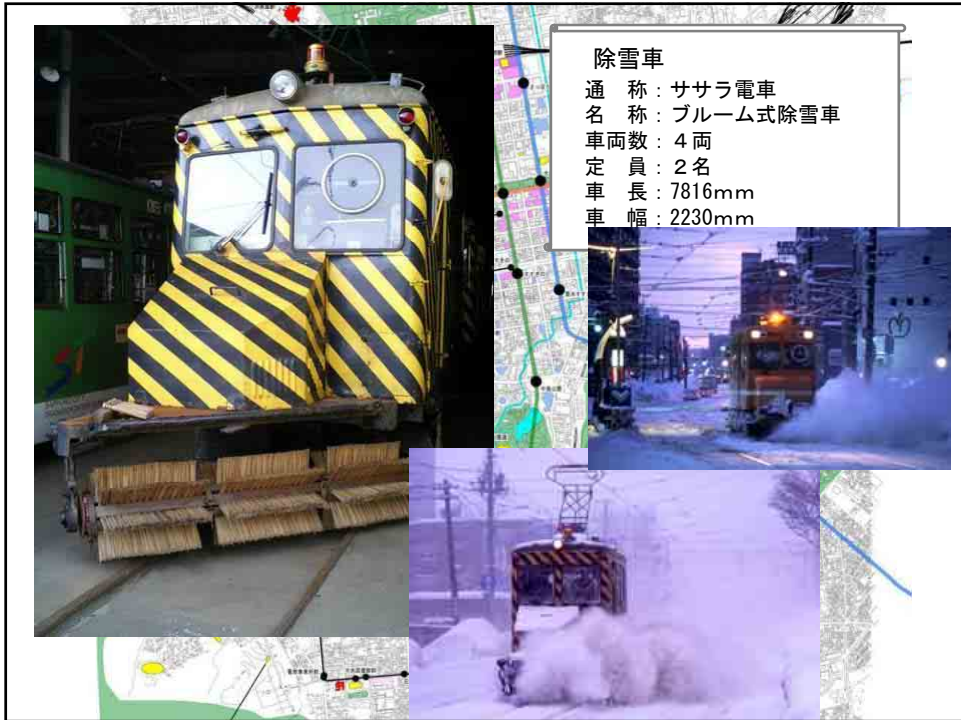 除雪車
通　称：ササラ電車
名　称：ブルーム式除雪車
車両数：４両
定　員：２名
車　長：7816mm
車　幅：2230mm